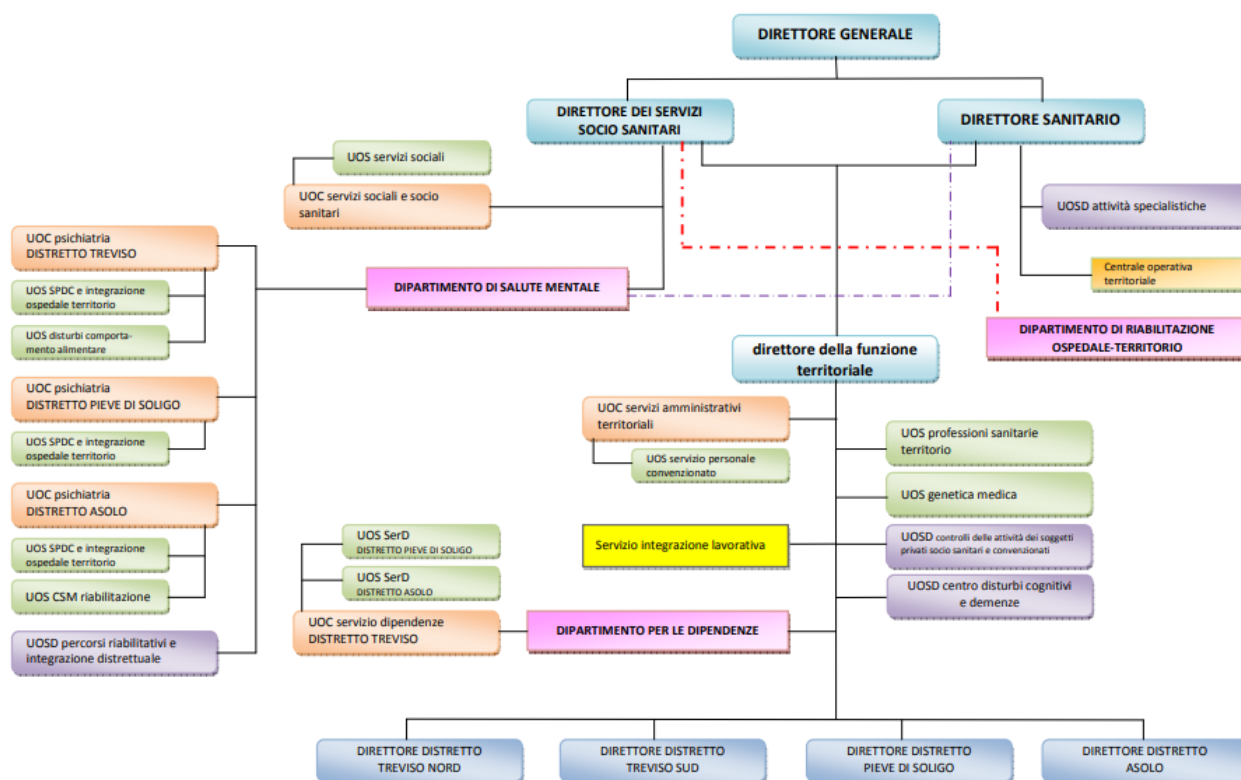 DIRETTORE GENERALE
DIRETTORE DEI SERVIZI
SOCIO SANITARI
DIRETTORE SANITARIO
UOS servizi sociali
UOC servizi sociali e socio
sanitari
UOSD attività specialistiche
Centrale operativa
territoriale
UOC psichiatria
DISTRETTO TREVISO
UOS SPDC e integrazione
ospedale territorio
UOS disturbi comporta-
mento alimentare
DIPARTIMENTO DI SALUTE MENTALE
DIPARTIMENTO DI RIABILITAZIONE
OSPEDALE-TERRITORIO
direttore della funzione
territoriale
UOC psichiatria
DISTRETTO PIEVE DI SOLIGO
UOS SPDC e integrazione
ospedale territorio
UOC servizi amministrativi
territoriali
UOS servizio personale
convenzionato
UOS professioni sanitarie
territorio
UOS genetica medica
UOC psichiatria
DISTRETTO ASOLO
UOS SPDC e integrazione
ospedale territorio
UOS CSM riabilitazione
UOSD percorsi riabilitativi e
integrazione distrettuale
UOS SerD
DISTRETTO PIEVE DI SOLIGO
UOS SerD
DISTRETTO ASOLO
UOC servizio dipendenze
DISTRETTO TREVISO
Servizio integrazione lavorativa
UOSD controlli delle attività dei soggetti
privati socio sanitari e convenzionati
UOSD centro disturbi cognitivi
e demenze
DIPARTIMENTO PER LE DIPENDENZE
DIRETTORE DISTRETTO
TREVISO NORD
DIRETTORE DISTRETTO
TREVISO SUD
DIRETTORE DISTRETTO
PIEVE DI SOLIGO
DIRETTORE DISTRETTO
ASOLO